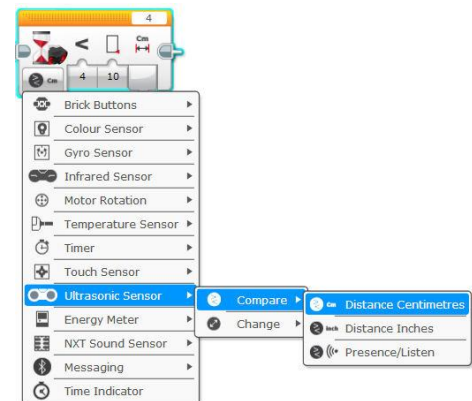 4
Cm
Cm 4 10
Brick Buttons
Colour Sensor
Gyro Sensor
Infrared Sensor
Motor Rotation
Temperature Sensor
Timer
Touch Sensor
Ultrasonic Sensor
Compare
Cm Distance Centimetres
Energy Meter
Change
Inch Distance Inches
NXT Sound Sensor
Presence/Listen
Messaging
Time Indicator